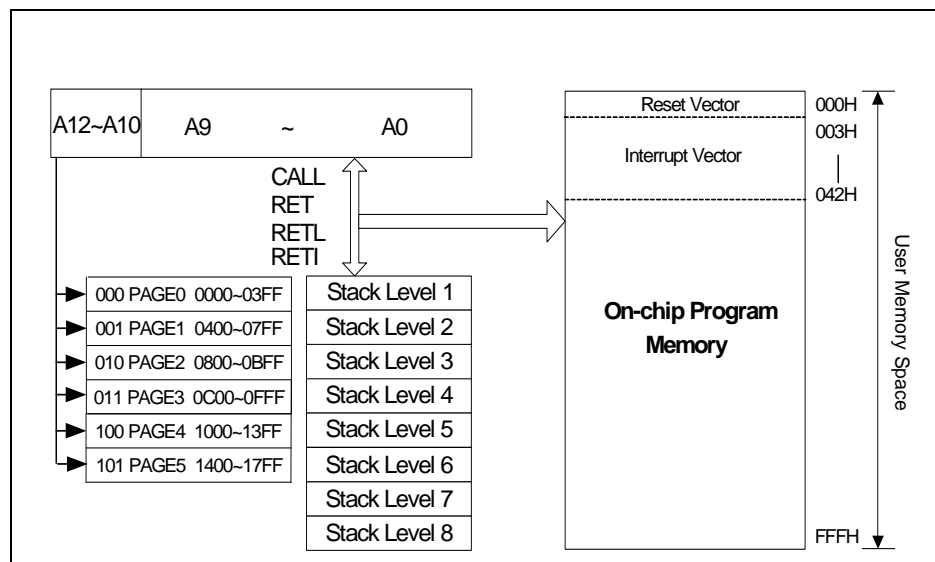 A12~A10 A9 ~ A0
CALL
RET
RETL
RETI
000 PAGE0 0000~03FF
001 PAGE1 0400~07FF
010 PAGE2 0800~0BFF
011 PAGE3 0C00~0FFF
100 PAGE4 1000~13FF
101 PAGE5 1400~17FF
Stack Level 1
Stack Level 2
Stack Level 3
Stack Level 4
Stack Level 5
Stack Level 6
Stack Level 7
Stack Level 8
Reset Vector
Interrupt Vector
On-chip Program
Memory
000H
003H
042H
FFFH
User Memory Space